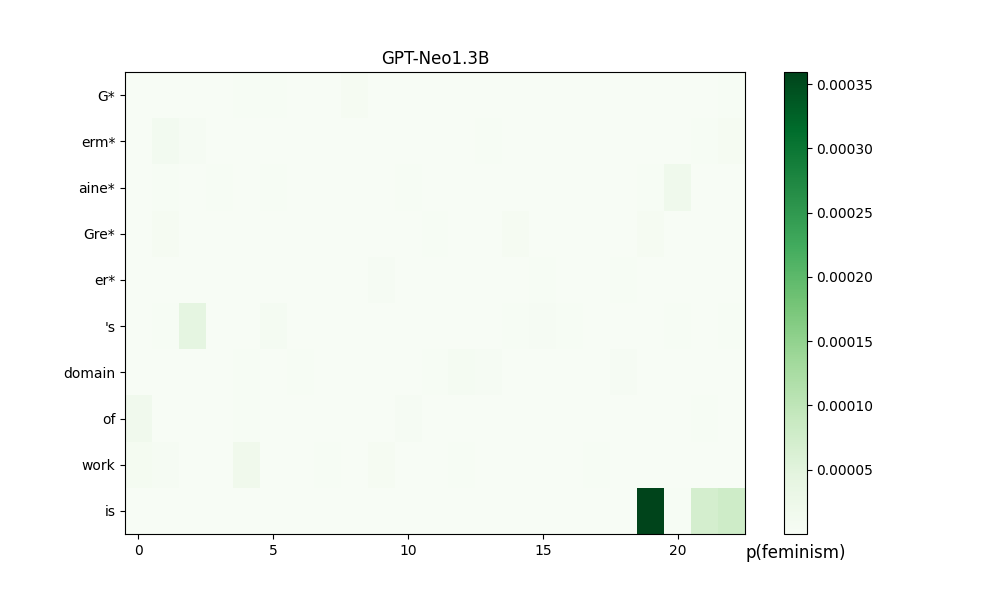 GPT-Neo1.3B
G*
erm*
aine*
Gre*
er*
's
domain
of
work
is
0 5 10 15 20
0.00035
0.00030
0.00025
0.00020
0.00015
0.00010
0.00005
p(feminism)